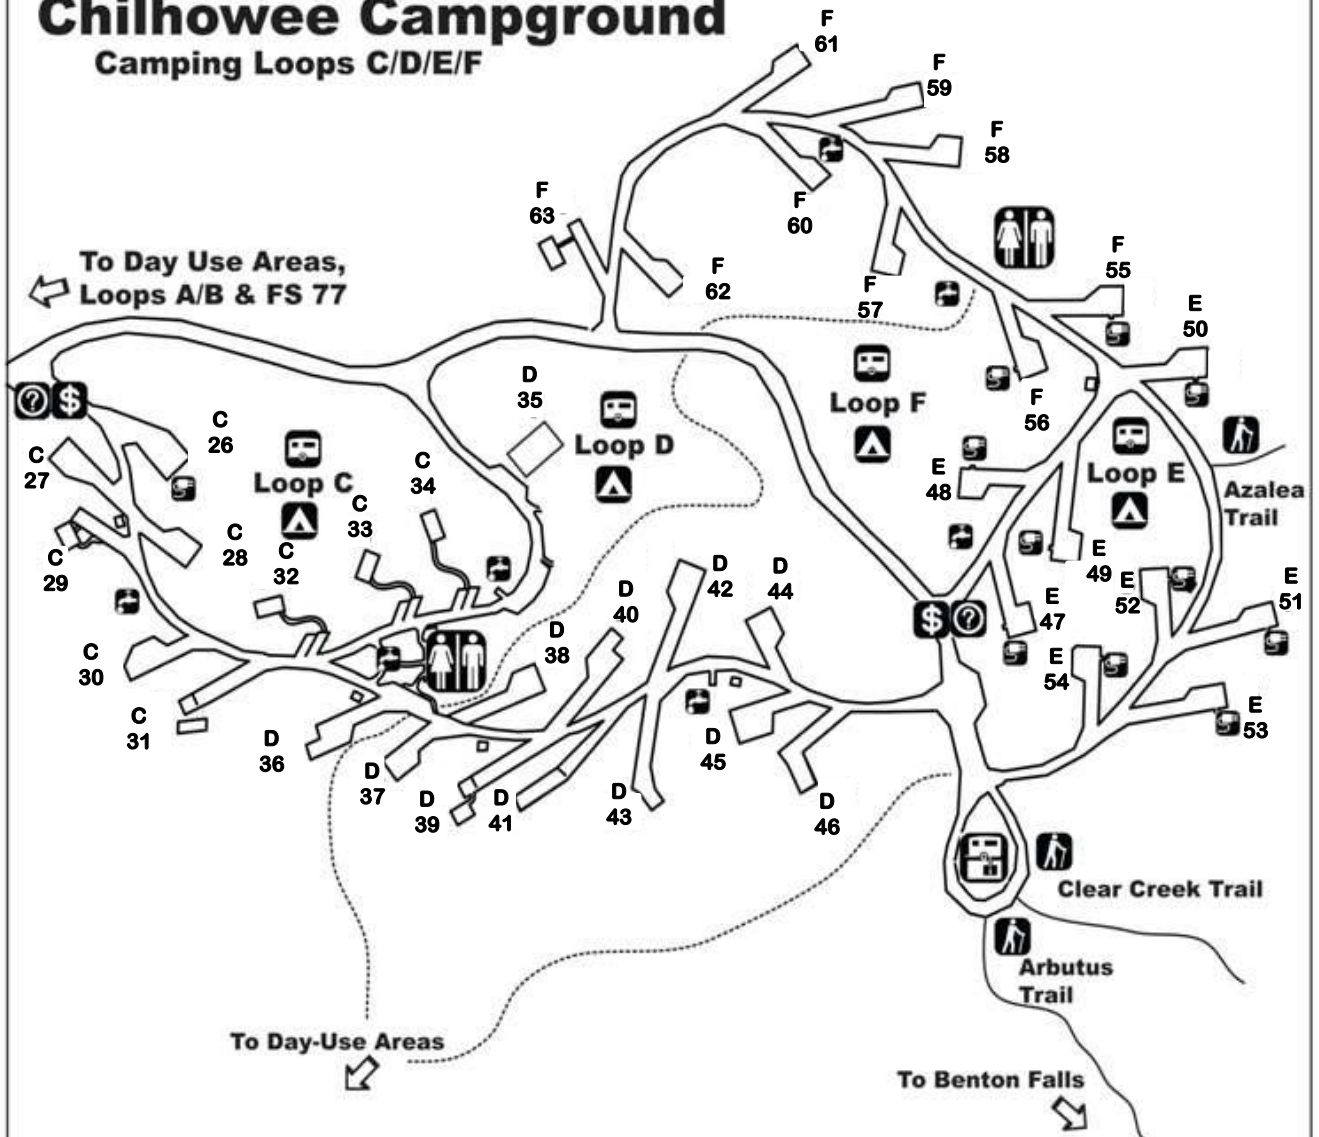 Chilhowee Campground
Camping Loops C/D/E/F
F
61
F
59
F
58
F
60
F
63
F
62
F
57
F
55
E
50
To Day Use Areas,
Loops A/B & FS 77
? $
D
35
Loop D
Loop F
F
56
C
26
C
27
Loop C
C
34
C
33
C
28
C
32
C
29
E
48
Loop E
Azalea
Trail
E
49
E
52
E
51
E
47
E
54
E
53
$ ?
D
42
D
44
D
40
D
38
C
30
C
31
D
36
D
37
D
39
D
41
D
43
D
45
D
46
Clear Creek Trail
Arbutus
Trail
To Day-Use Areas
To Benton Falls